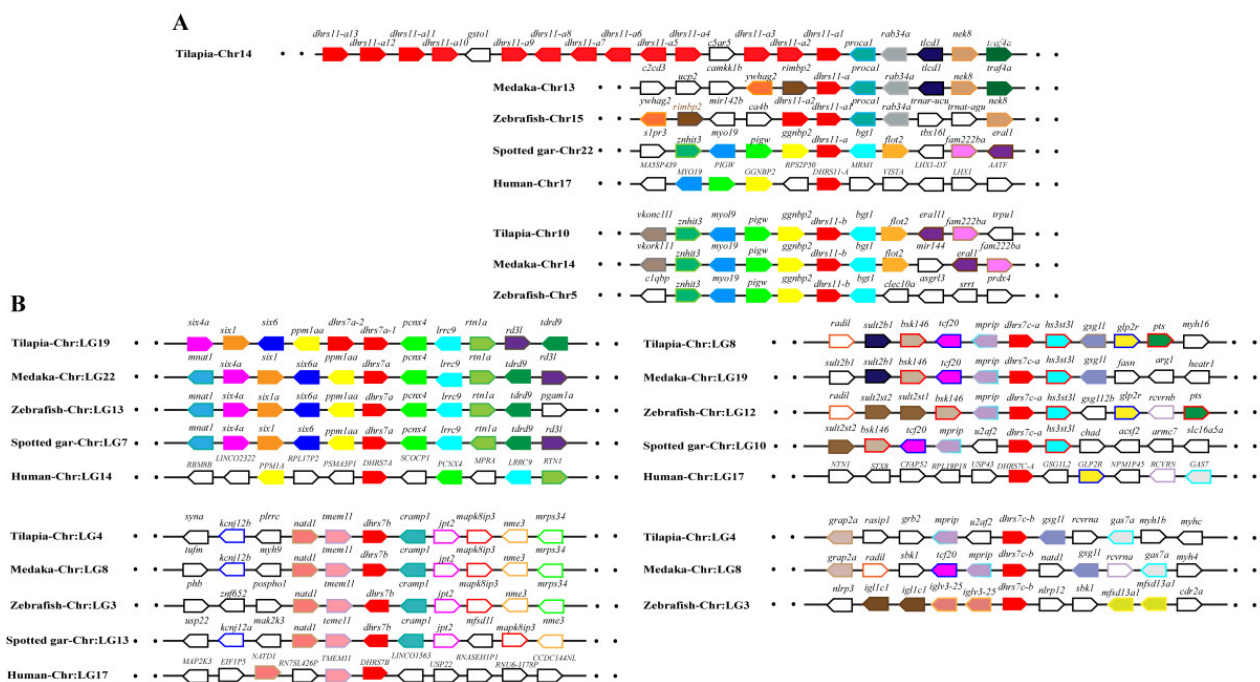 A
dhrs11-a13 dhrs11-a11 gsto1 dhrs11-a8 dhrs11-a6 dhrs11-a4 c5ar5 dhrs11-a3 dhrs11-a1 rab34a tlcd1 nek8 traf4a
Tilapia-Chr14
dhrs11-a12 dhrs11-a10 dhrs11-a9 dhrs11-a7 dhrs11-a5 dhrs11-a2 proca1
c2cd3 ucp2 camkk1b ywhag2 rimbp2 dhrs11-a proca1 rab34a tlcd1 nek8 traf4a
Medaka-Chr13
ywhag2 rimbp2 mir142b ca4b dhrs11-a2 dhrs11-a1 proca1 rab34a trnar-ucu trnat-agu nek8
Zebrafish-Chr15
s1pr3 znhit3 myo19 pigw ggnbp2 dhrs11-a bgt1 flot2 tbx16l fam222ba eral1
Spotted gar-Chr22
MA5SP439 MYO19 PIGW GGNBP2 RPS2P50 DHRS11-A MRM1 VISTA LHX1-DT LHX1 AATF
Human-Chr17
vkonc1l1 znhit3 myol9 pigw ggnbp2 dhrs11-b bgt1 flot2 era1l1 fam222ba trpu1
Tilapia-Chr10
vkork111 znhit3 myo19 pigw ggnbp2 dhrs11-b bgt1 flot2 mir144 eral1 fam222ba
Medaka-Chr14
c1qbp znhit3 myo19 pigw ggnbp2 dhrs11-b bgt1 clec10a asgrl3 srrt prdx4
Zebrafish-Chr5
B
six4a six1 six6 ppm1aa dhrs7a-2 dhrs7a-1 pcnx4 lrrc9 rtn1a rd3l tdrd9
Tilapia-Chr:LG19
mnat1 six4a six1 six6a ppm1aa dhrs7a pcnx4 lrrc9 rtn1a tdrd9 rd3l
Medaka-Chr:LG22
mnat1 six4a six1a six6a ppm1aa dhrs7a pcnx4 lrrc9 rtn1a tdrd9 pgam1a
Zebrafish-Chr:LG13
mnat1 six4a six1 six6 ppm1aa dhrs7a pcnx4 lrrc9 rtn1a tdrd9 rd3l
Spotted gar-Chr:LG7
RBM8B LINCO2322 PPM1A RPL17P2 PSMA3P1 DHRS7A SCOCP1 PCNX4 MPRA LRRC9 RTN1
Human-Chr:LG14
syna kcnj12b plrrc natd1 tmem11 dhrs7b cramp1 jpt2 mapk8ip3 nme3 mrps34
Tilapia-Chr:LG4
tufm kcnj12b myh9 natd1 tmem11 dhrs7b cramp1 jpt2 mapk8ip3 nme3 mrps34
Medaka-Chr:LG8
phb znf652 pospho1 natd1 tmem11 dhrs7b cramp1 jpt2 mapk8ip3 nme3 mrps34
Zebrafish-Chr:LG3
usp22 kcnj12a mak2k3 natd1 teme11 dhrs7b cramp1 jpt2 mfsd11 mapk8ip3 nme3
Spotted gar-Chr:LG13
MAP2K3 EIF1P5 NATD1 RN7SL426P TMEM11 DHRS7B LINCO1563 USP22 RNASEH1P1 RNU6-1178P CCDC144NL
Human-Chr:LG17
radil sult2b1 bsk146 tcf20 mprip dhrs7c-a hs3st3l gsg1l glp2r pts myh16
Tilapia-Chr:LG8
sult2b1 sult2b1 bsk146 tcf20 mprip dhrs7c-a hs3st3l gsg1l fasn arg1 heatr1
Medaka-Chr:LG19
radil sult2st2 sult2st1 bsk146 mprip dhrs7c-a hs3st3l gsg112b glp2r rcvrnb pts
Zebrafish-Chr:LG12
sult2st2 bsk146 tcf20 mprip u2af2 dhrs7c-a hs3st3l chad acsf2 armc7 slc16a5a
Spotted gar-Chr:LG10
NTN1 STX8 CFAP52 RPL19P18 USP43 DHRS7C-A GSG1L2 GLP2R NPM1P45 RCVRN GAS7
Human-Chr:LG17
grap2a rasip1 grb2 mprip u2af2 dhrs7c-b gsg1l rcvrna gas7a myh1b myhc
Tilapia-Chr:LG4
grap2a radil sbk1 tcf20 mprip dhrs7c-b natd1 gsg1l rcvrna gas7a myh4
Medaka-Chr:LG8
nlrp3 igl1c1 igl1c1 iglv3-25 iglv3-25 dhrs7c-b nlrp12 sbk1 mfsd13a1 mfsd13a1 cdr2a
Zebrafish-Chr:LG3